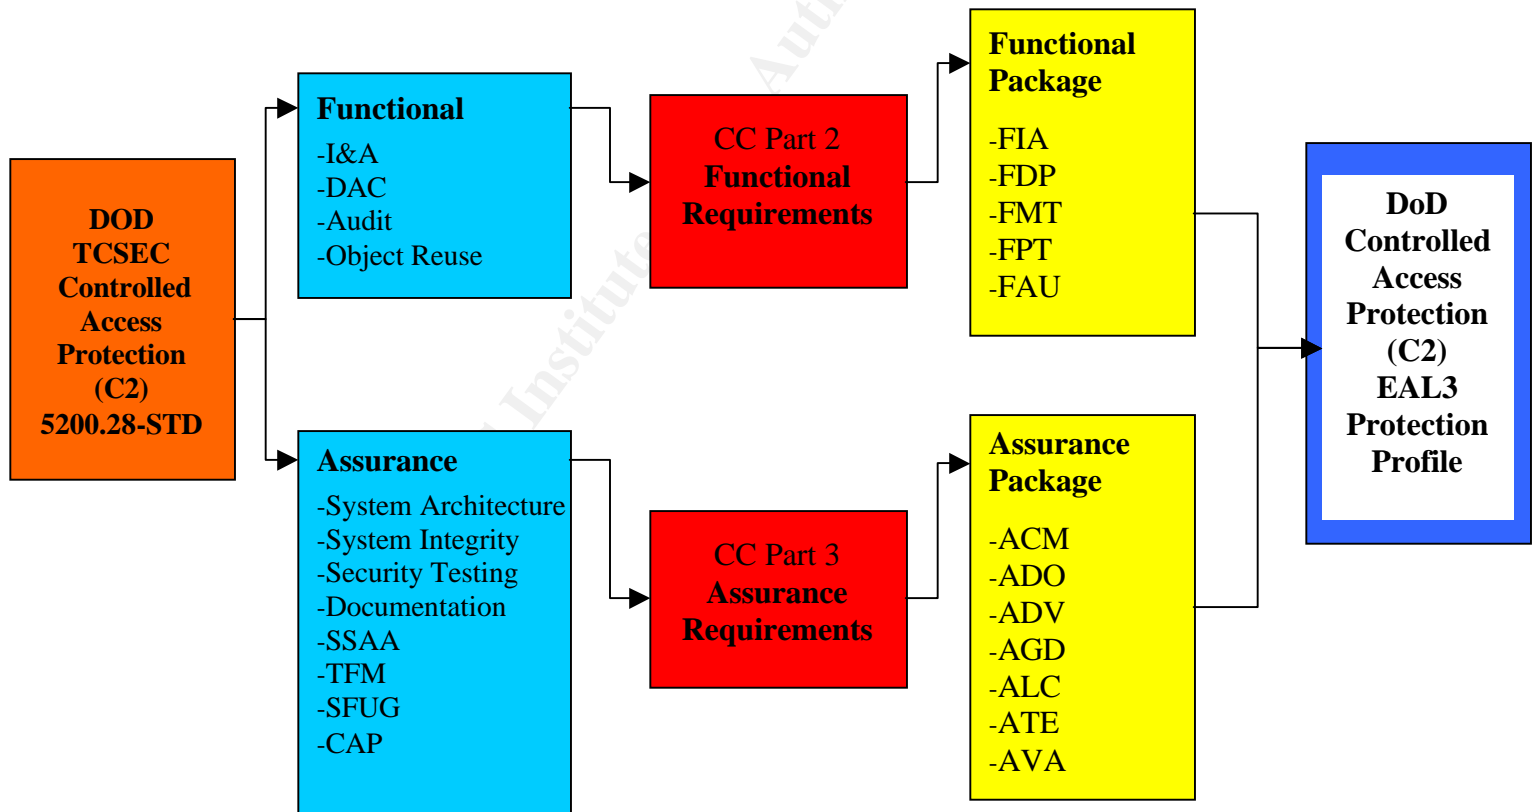 DOD
TCSEC
Controlled
Access
Protection
(C2)
5200.28-STD
Functional
-I&A
-DAC
-Audit
-Object Reuse
CC Part 2
Functional
Requirements
Functional
Package
-FIA
-FDP
-FMT
-FPT
-FAU
Assurance
-System Architecture
-System Integrity
-Security Testing
-Documentation
-SSAA
-TFM
-SFUG
-CAP
CC Part 3
Assurance
Requirements
Assurance
Package
-ACM
-ADO
-ADV
-AGD
-ALC
-ATE
-AVA
DoD
Controlled
Access
Protection
(C2)
EAL3
Protection
Profile
Institute